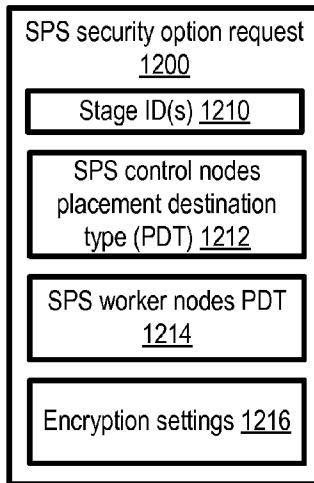 SPS security option request
1200
Stage ID(s) 1210
SPS control nodes
placement destination
type (PDT) 1212
SPS worker nodes PDT
1214
Encryption settings 1216